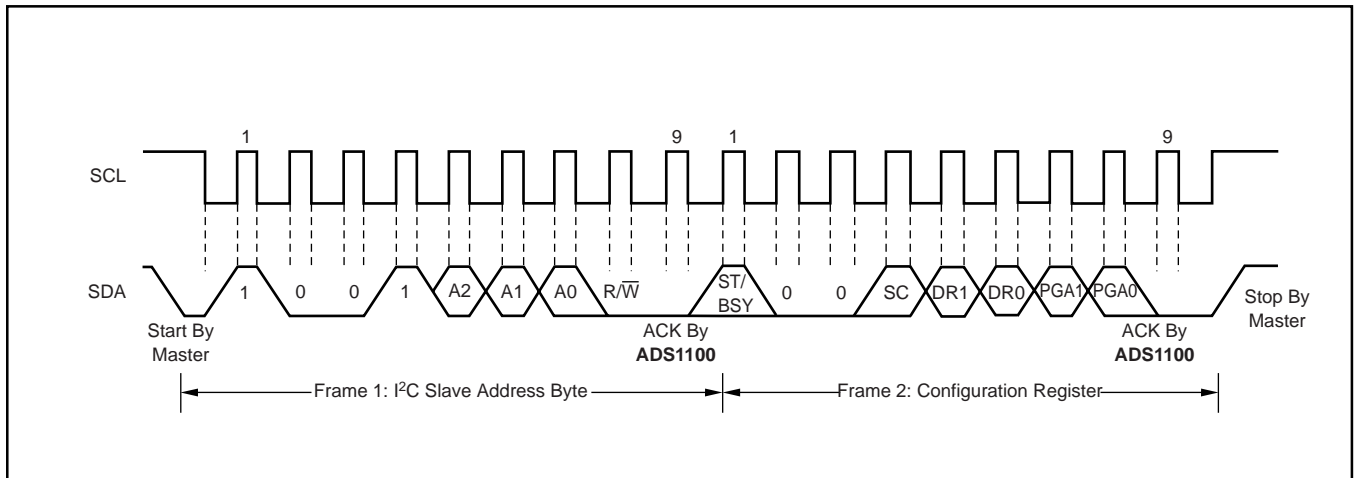 1 9 1 9
SCL
SDA 1 0 0 1 A2 A1 A0 R/W̅ ST/ 0 0 SC DR1 DR0 PGA1 PGA0
BSY
Start By
Master
ACK By
ADS1100
ACK By
ADS1100
Stop By
Master
Frame 1: I²C Slave Address Byte
Frame 2: Configuration Register